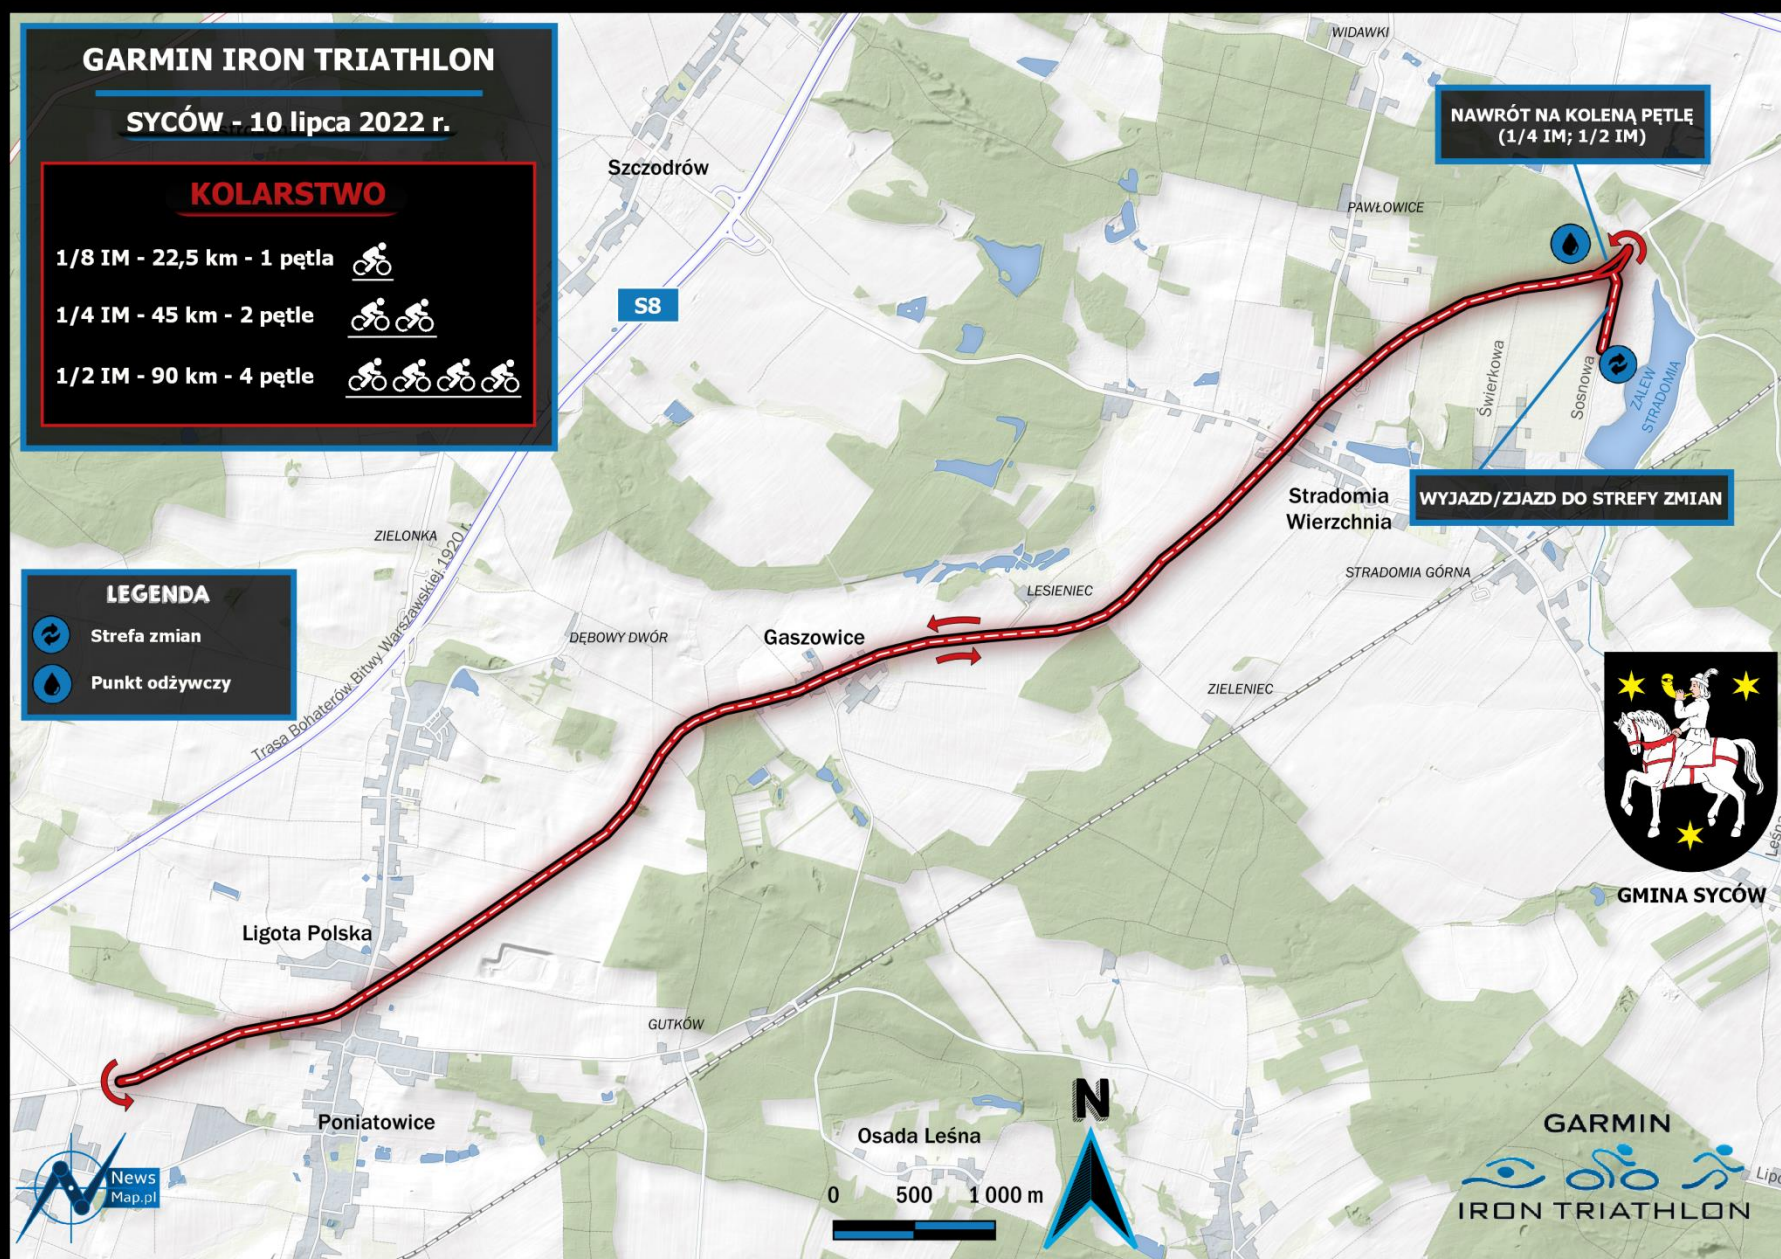 GARMIN IRON TRIATHLON
SYCÓW - 10 lipca 2022 r.
KOLARSTWO
1/8 IM - 22,5 km - 1 pętla
1/4 IM - 45 km - 2 pętle
1/2 IM - 90 km - 4 pętle
WIDAWKI
NAWRÓT NA KOLENĄ PĘTLĘ
(1/4 IM; 1/2 IM)
Szczodrów
PAWŁOWICE
S8
Świerkowa
Sosnowa
ZALEW
STRADOMIA
Stradomia
Wierzchnia
WYJAZD/ZJAZD DO STREFY ZMIAN
ZIELONKA
Trasa Bohaterów Bitwy Warszawskiej 1920 r.
STRADOMIA GÓRNA
LEGENDA
Strefa zmian
Punkt odżywczy
LESIENIEC
DĘBOWY DWÓR
Gaszowice
ZIELENIEC
Leśna
GMINA SYCÓW
Ligota Polska
GUTKÓW
Poniatowice
Osada Leśna
N
News
Map.pl
0 500 1 000 m
GARMIN
IRON TRIATHLON